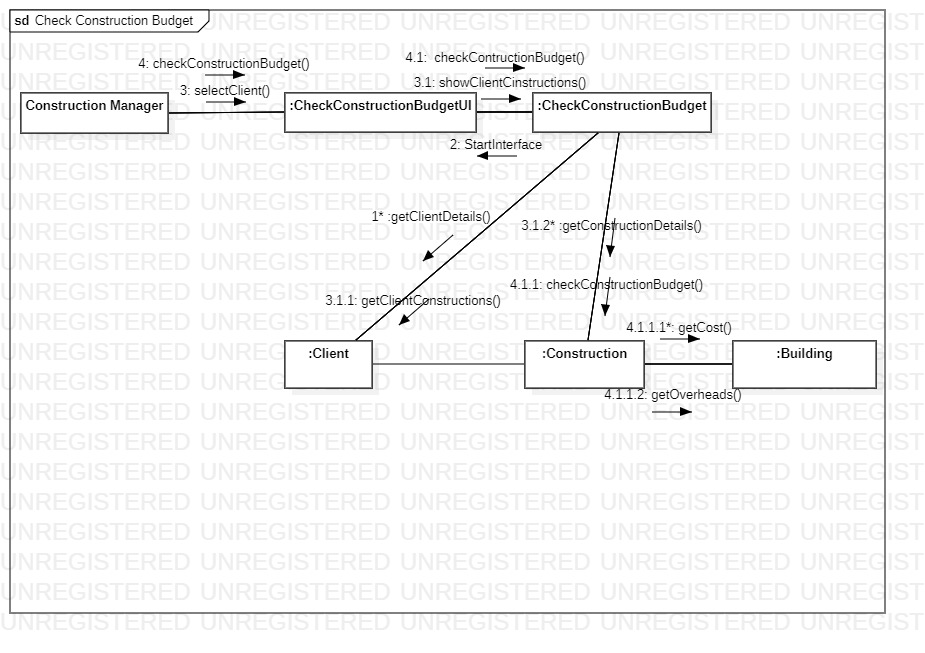 sd Check Construction Budget
4: checkConstructionBudget()
3: selectClient()
4.1: checkContructionBudget()
3.1: showClientCinstructions()
Construction Manager
:CheckConstructionBudgetUI
:CheckConstructionBudget
2: StartInterface
1* :getClientDetails()
3.1.2* :getConstructionDetails()
4.1.1: checkConstructionBudget()
3.1.1: getClientConstructions()
4.1.1.1*: getCost()
:Client
:Construction
:Building
4.1.1.2: getOverheads()
UNREGISTERED UNREGISTERED UNREGISTERED UNREGISTERED UNREGIST